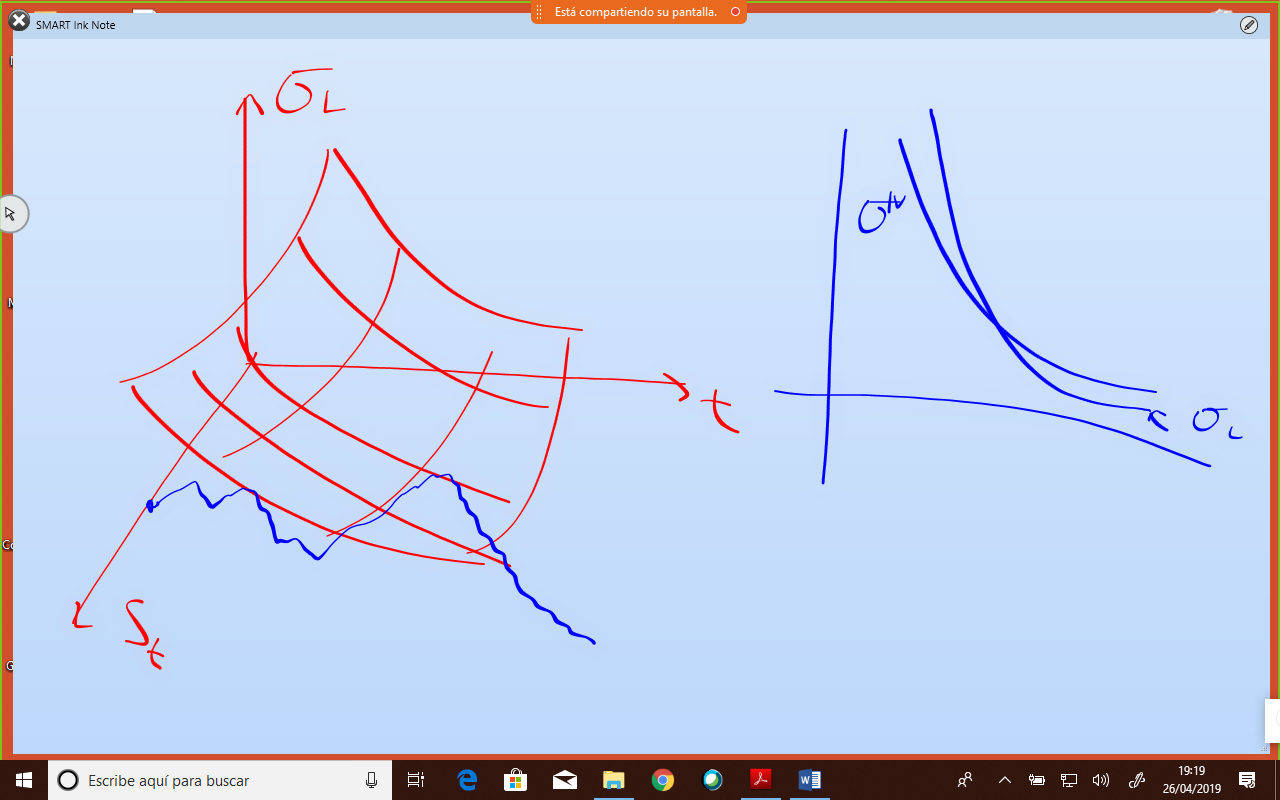 Está compartiendo su pantalla.
SMART Ink Note
σL
t
St
σIV
σL
Escribe aquí para buscar
19:19
26/04/2019